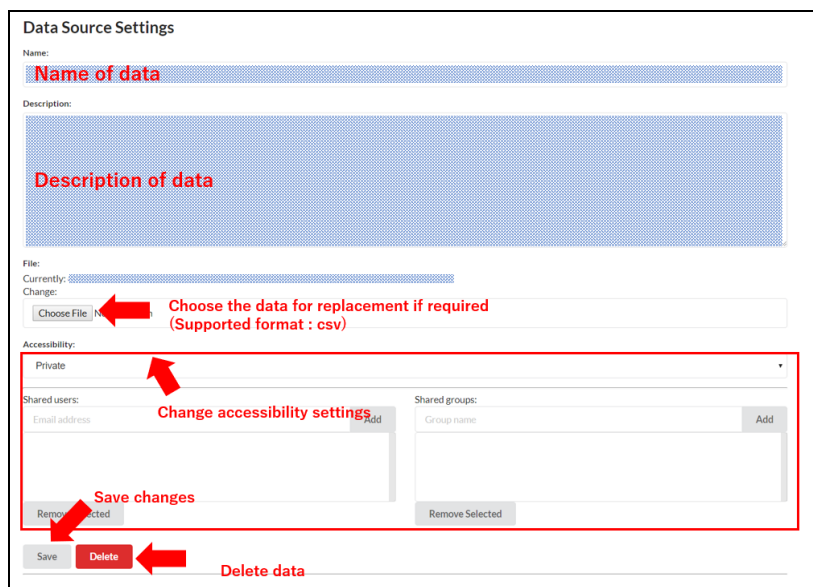 Data Source Settings
Name:
Name of data
Description:
Description of data
File:
Currently:
Change:
Choose File
Choose the data for replacement if required
(Supported format : csv)
Accessibility:
Private
Change accessibility settings
Shared users:
Shared groups:
Email address
Add
Group name
Add
Save changes
Remove Selected
Remove Selected
Save
Delete
Delete data